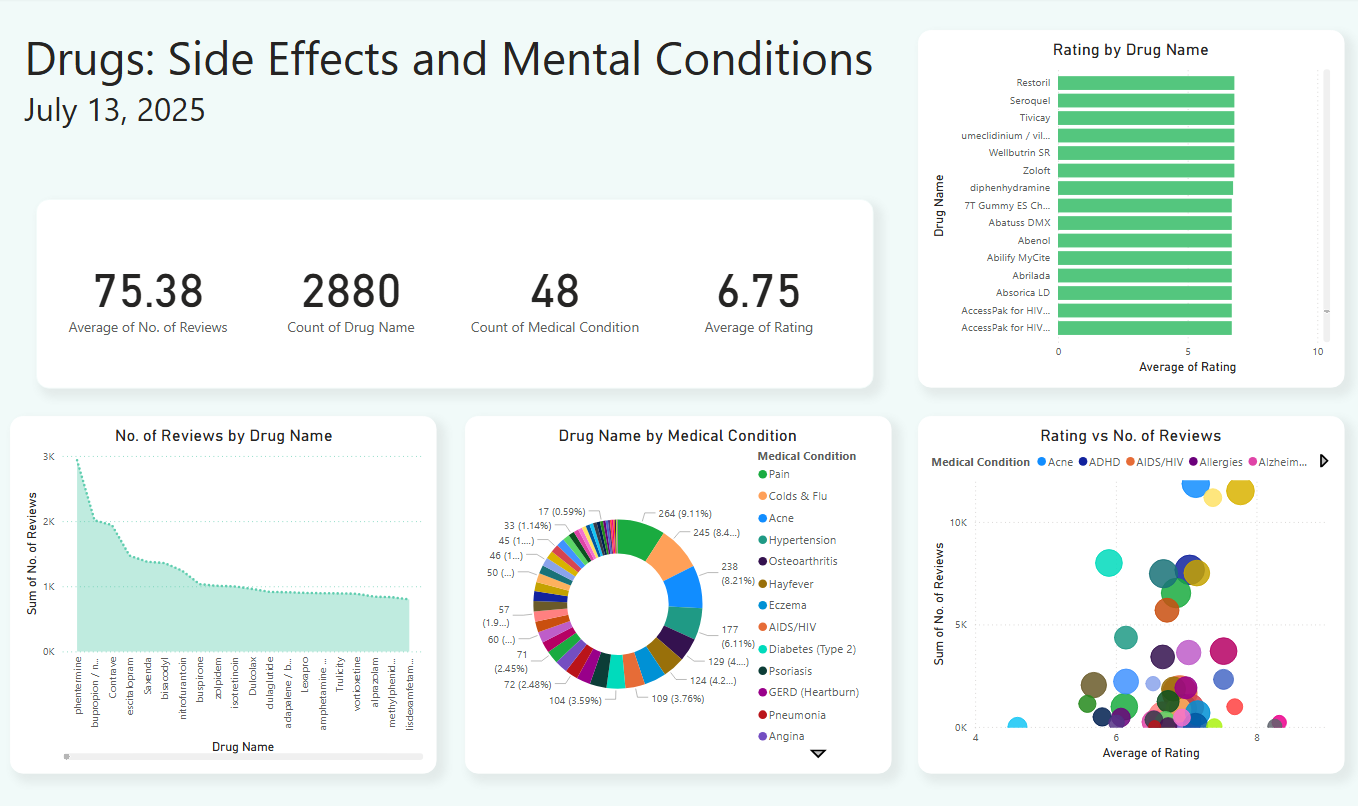 Drugs: Side Effects and Mental Conditions
July 13, 2025
75.38
Average of No. of Reviews
2880
Count of Drug Name
48
Count of Medical Condition
6.75
Average of Rating
Rating by Drug Name
Drug Name
Restoril
Seroquel
Tivicay
umeclidinium / vil...
Wellbutrin SR
Zoloft
diphenhydramine
7T Gummy ES Ch...
Abatuss DMX
Abenol
Abilify MyCite
Abrilada
Absorica LD
AccessPak for HIV...
AccessPak for HIV...
0 5 10
Average of Rating
No. of Reviews by Drug Name
Sum of No. of Reviews
3K
2K
1K
0K
phentermine
bupropion / n...
Contrave
escitalopram
Saxenda
bisacodyl
nitrofurantoin
buspirone
zolpidem
isotretinoin
Dulcolax
dulaglutide
adapalene / b...
Lexapro
amphetamine ...
Trulicity
vortioxetine
alprazolam
methylphenid...
lisdexamfetam...
Drug Name
Drug Name by Medical Condition
264 (9.11%)
245 (8.4...)
238
(8.21%)
177
(6.11%)
129 (4....)
124 (4.2...)
109 (3.76%)
104 (3.59%)
72 (2.48%)
71
(2.45%)
60 (...)
57
(1.9...)
50 (...)
46 (1...)
45 (1....)
33 (1.14%)
17 (0.59%)
Medical Condition
Pain
Colds & Flu
Acne
Hypertension
Osteoarthritis
Hayfever
Eczema
AIDS/HIV
Diabetes (Type 2)
Psoriasis
GERD (Heartburn)
Pneumonia
Angina
Rating vs No. of Reviews
Medical Condition Acne ADHD AIDS/HIV Allergies Alzheim...
Sum of No. of Reviews
10K
5K
0K
4 6 8
Average of Rating